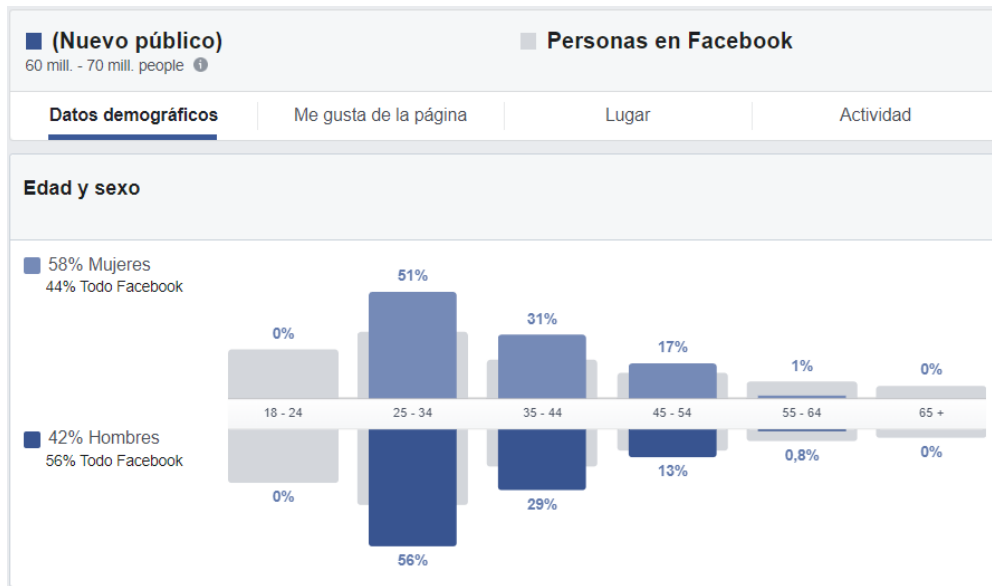 (Nuevo público)
60 mill. - 70 mill. people
Personas en Facebook
Datos demográficos
Me gusta de la página
Lugar
Actividad
Edad y sexo
58% Mujeres
44% Todo Facebook
0%
51%
31%
17%
1%
0%
18 - 24
25 - 34
35 - 44
45 - 54
55 - 64
65 +
42% Hombres
56% Todo Facebook
0%
56%
29%
13%
0,8%
0%